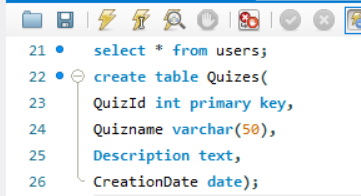 21 select * from users;
22 create table Quizes(
23 QuizId int primary key,
24 Quizname varchar(50),
25 Description text,
26 CreationDate date);